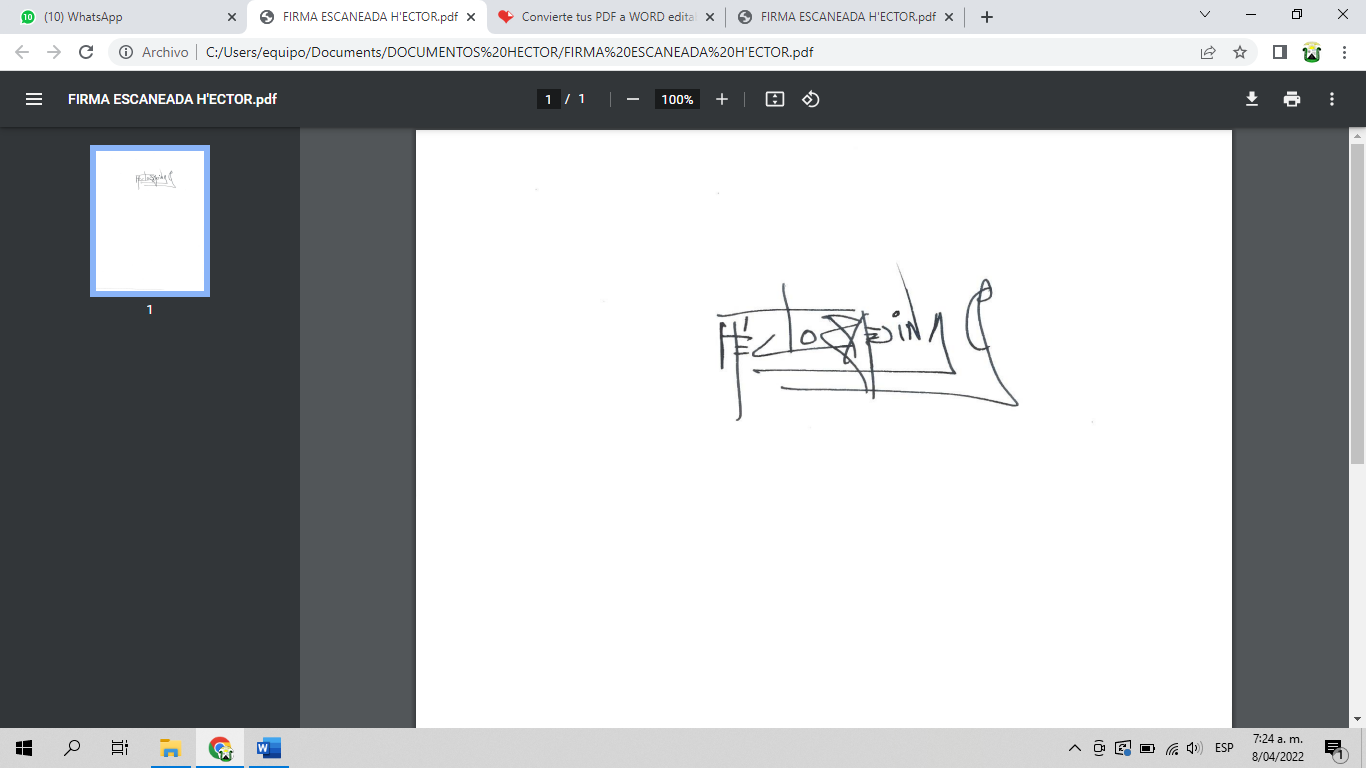 (10) WhatsApp
FIRMA ESCANEADA H'ECTOR.pdf
Convierte tus PDF a WORD edita
FIRMA ESCANEADA H'ECTOR.pdf
Archivo
C:/Users/equipo/Documents/DOCUMENTOS%20HECTOR/FIRMA%20ESCANEADA%20H'ECTOR.pdf
FIRMA ESCANEADA H'ECTOR.pdf
1 / 1
100%
1
ESP
7:24 a. m.
8/04/2022
1